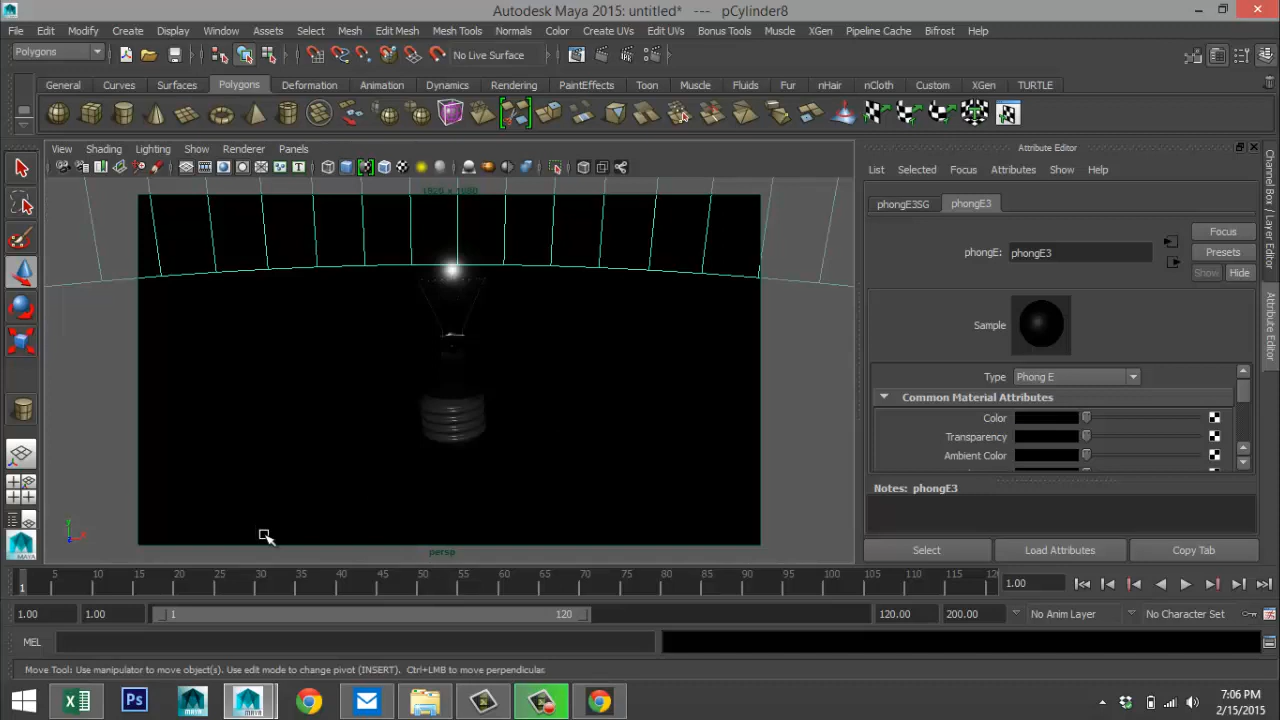 Autodesk Maya 2015: untitled* --- pCylinder8
File Edit Modify Create Display Window Assets Select Mesh Edit Mesh Mesh Tools Normals Color Create UVs Edit UVs Bonus Tools Muscle XGen Pipeline Cache Bifrost Help
Polygons No Live Surface
General Curves Surfaces Polygons Deformation Animation Dynamics Rendering PaintEffects Toon Muscle Fluids Fur nHair nCloth Custom XGen TURTLE
View Shading Lighting Show Renderer Panels
Attribute Editor
List Selected Focus Attributes Show Help
phongE3SG phongE3
Focus
phongE: phongE3
Presets
Show Hide
Sample
Type Phong E
Common Material Attributes
Color
Transparency
Ambient Color
Notes: phongE3
Select Load Attributes Copy Tab
Channel Box / Layer Editor
Attribute Editor
1920 x 1080
persp
y
x
MAYA
1 5 10 15 20 25 30 35 40 45 50 55 60 65 70 75 80 85 90 95 100 105 110 115 1.00
1.00 1.00 1 120 120.00 200.00 No Anim Layer No Character Set
MEL
Move Tool: Use manipulator to move object(s). Use edit mode to change pivot (INSERT). Ctrl+LMB to move perpendicular.
Ps
MAYA
MAYA
7:06 PM
2/15/2015